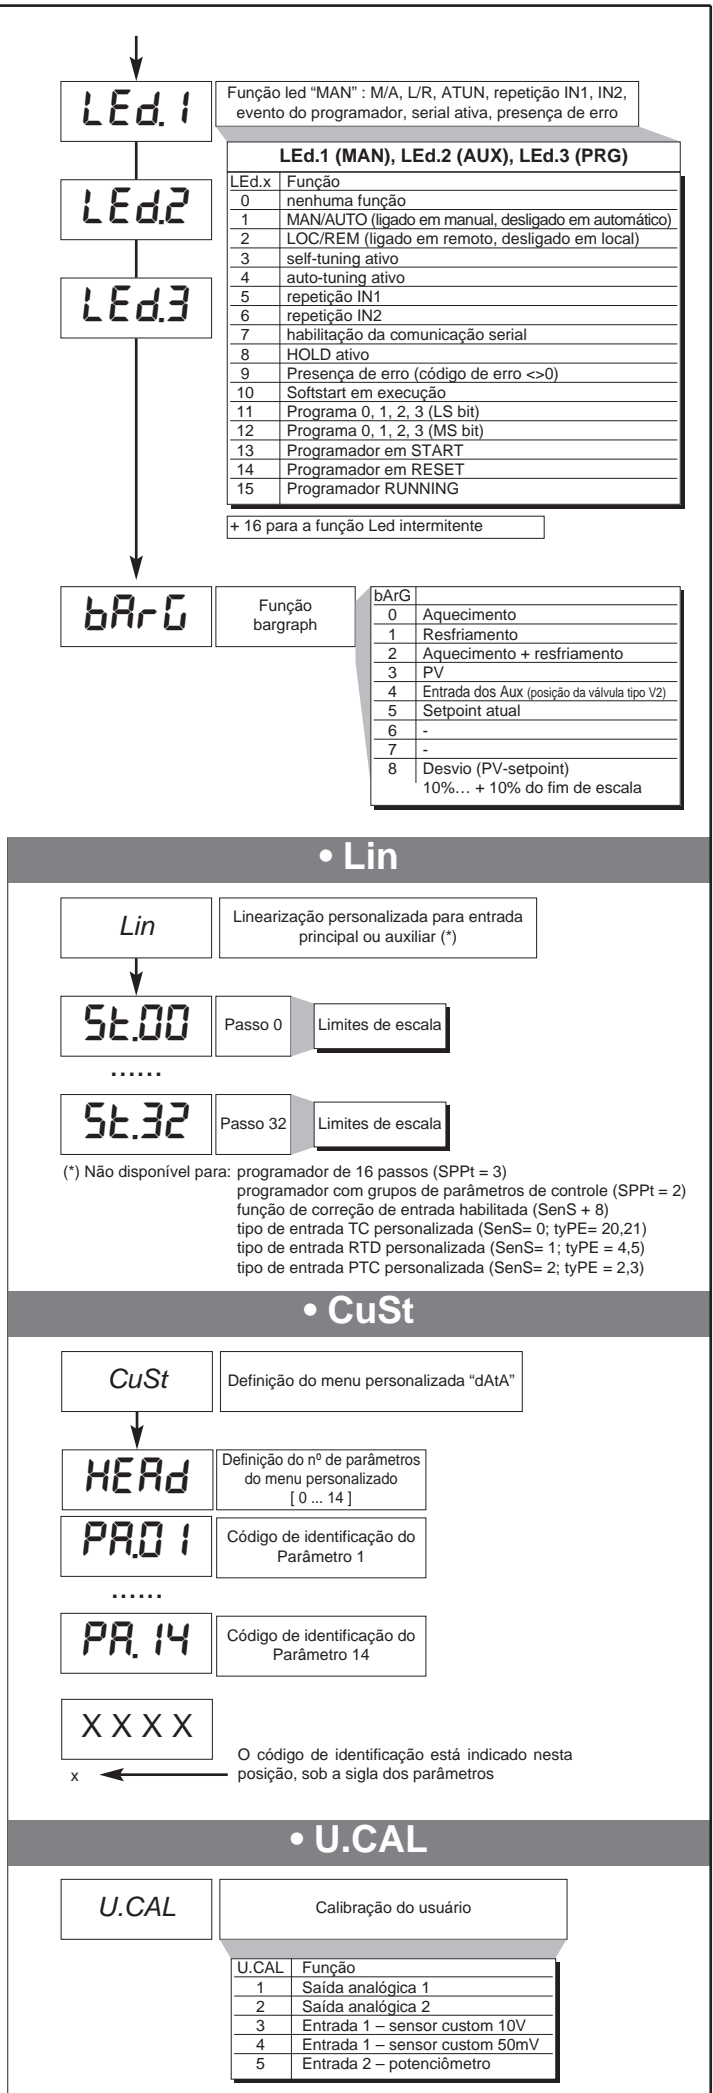 LEd.1
Função led “MAN” : M/A, L/R, ATUN, repetição IN1, IN2,
evento do programador, serial ativa, presença de erro
LEd.1 (MAN), LEd.2 (AUX), LEd.3 (PRG)
LEd.x Função
0 nenhuma função
1 MAN/AUTO (ligado em manual, desligado em automático)
2 LOC/REM (ligado em remoto, desligado em local)
3 self-tuning ativo
4 auto-tuning ativo
5 repetição IN1
6 repetição IN2
7 habilitação da comunicação serial
8 HOLD ativo
9 Presença de erro (código de erro <>0)
10 Softstart em execução
11 Programa 0, 1, 2, 3 (LS bit)
12 Programa 0, 1, 2, 3 (MS bit)
13 Programador em START
14 Programador em RESET
15 Programador RUNNING
+ 16 para a função Led intermitente
LEd.2
LEd.3
bArG
Função
bargraph
bArG
0 Aquecimento
1 Resfriamento
2 Aquecimento + resfriamento
3 PV
4 Entrada dos Aux (posição da válvula tipo V2)
5 Setpoint atual
6 -
7 -
8 Desvio (PV-setpoint)
10%… + 10% do fim de escala
• Lin
Lin
Linearização personalizada para entrada
principal ou auxiliar (*)
St.00 Passo 0 Limites de escala
......
St.32 Passo 32 Limites de escala
(*) Não disponível para: programador de 16 passos (SPPt = 3)
programador com grupos de parâmetros de controle (SPPt = 2)
função de correção de entrada habilitada (SenS + 8)
tipo de entrada TC personalizada (SenS= 0; tyPE= 20,21)
tipo de entrada RTD personalizada (SenS= 1; tyPE = 4,5)
tipo de entrada PTC personalizada (SenS= 2; tyPE = 2,3)
• CuSt
CuSt
Definição do menu personalizada “dAtA”
HEAd
Definição do nº de parâmetros
do menu personalizado
[ 0 ... 14 ]
PA.01
Código de identificação do
Parâmetro 1
......
PA.14
Código de identificação do
Parâmetro 14
X X X X
x
O código de identificação está indicado nesta
posição, sob a sigla dos parâmetros
• U.CAL
U.CAL
Calibração do usuário
U.CAL Função
1 Saída analógica 1
2 Saída analógica 2
3 Entrada 1 – sensor custom 10V
4 Entrada 1 – sensor custom 50mV
5 Entrada 2 – potenciômetro